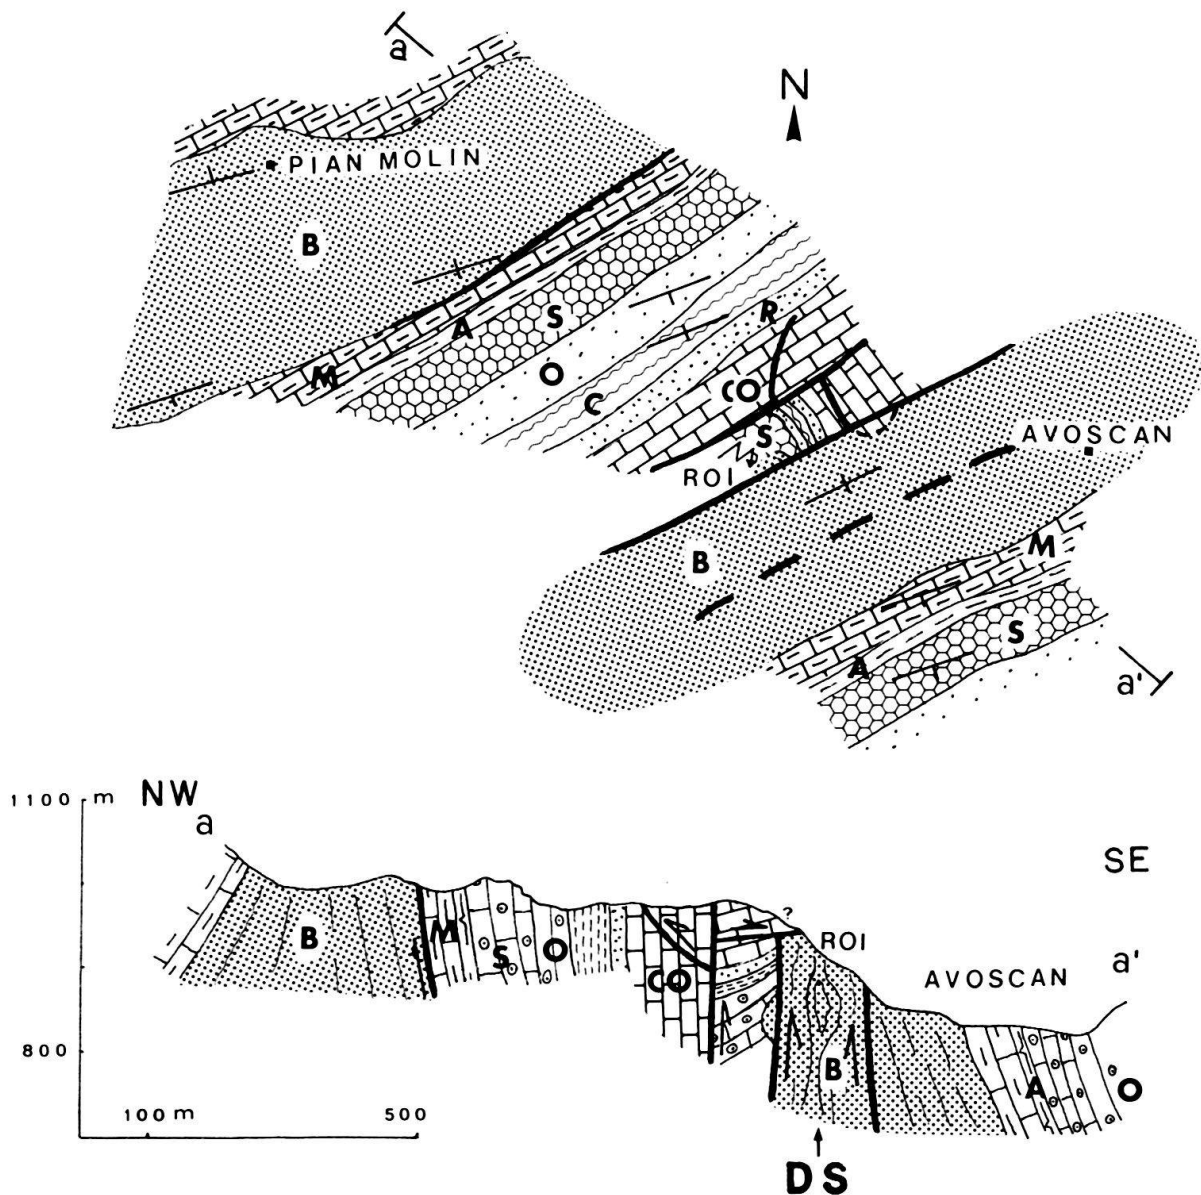 a
N
PIAN MOLIN
B
S
A
R
M
O
C
CO
S
ROI
AVOSCAN
B
M
S
A
a'
1100 m
NW
a
SE
B
M
S
O
CO
?
ROI
AVOSCAN
a'
800
B
A
O
100 m
500
DS